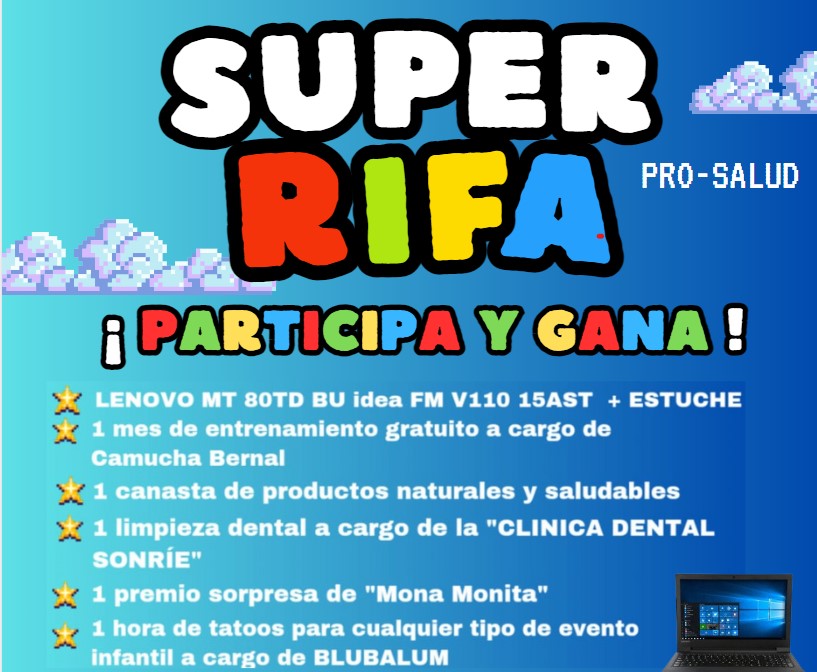 SUPER
RIFA
PRO-SALUD
¡ PARTICIPA Y GANA !
LENOVO MT 80TD BU idea FM V110 15AST + ESTUCHE
1 mes de entrenamiento gratuito a cargo de
Camucha Bernal
1 canasta de productos naturales y saludables
1 limpieza dental a cargo de la "CLINICA DENTAL
SONRÍE"
1 premio sorpresa de "Mona Monita"
1 hora de tatoos para cualquier tipo de evento
infantil a cargo de BLUBALUM